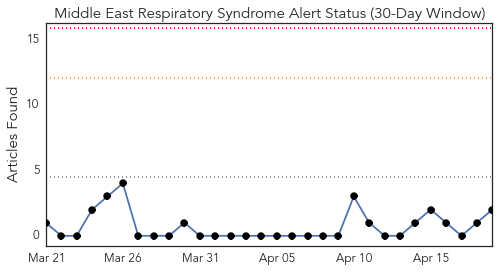 Middle East Respiratory Syndrome Alert Status (30-Day Window)
Articles Found
15
10
5
0
Mar 21 Mar 26 Mar 31 Apr 05 Apr 10 Apr 15